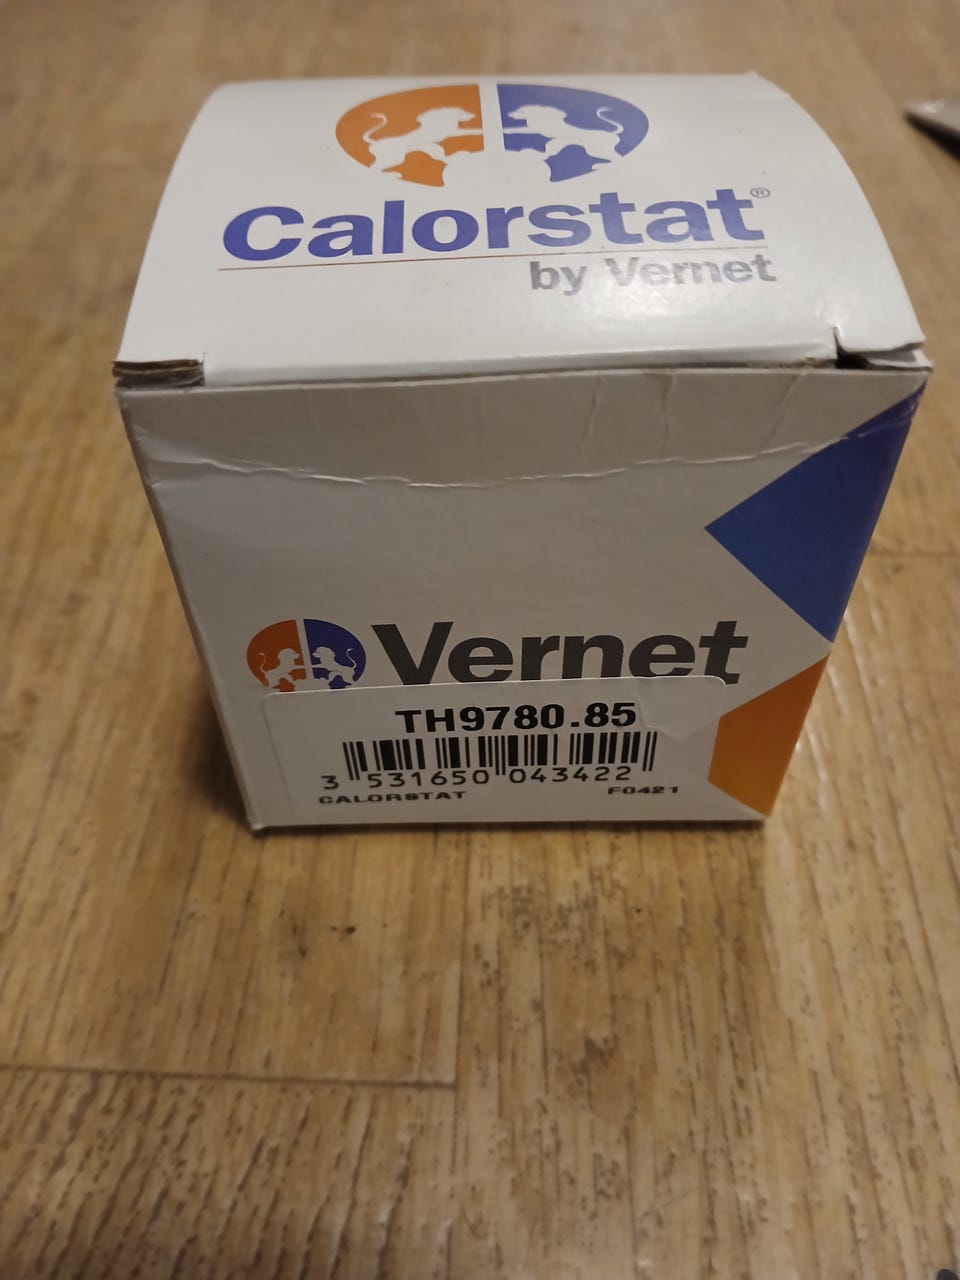 Calorstat®
by Vernet
Vernet
TH9780.85
3 531650 043422
CALORSTAT F0421